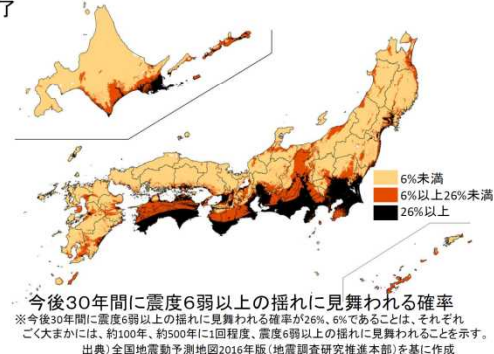 了
6%未満
6%以上26%未満
26%以上
今後30年間に震度6弱以上の揺れに見舞われる確率
※今後30年間に震度6弱以上の揺れに見舞われる確率が26%、6%であることは、それぞれ
ごく大まかには、約100年、約500年に1回程度、震度6弱以上の揺れに見舞われることを示す。
出典）全国地震動予測地図2016年版（地震調査研究推進本部）を基に作成